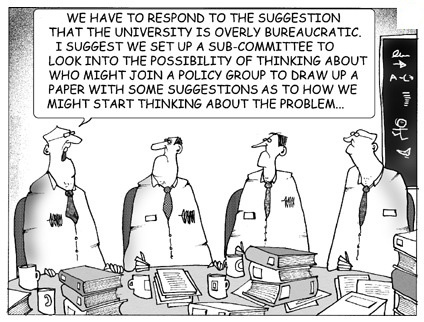 WE HAVE TO RESPOND TO THE SUGGESTION
THAT THE UNIVERSITY IS OVERLY BUREAUCRATIC.
I SUGGEST WE SET UP A SUB-COMMITTEE TO
LOOK INTO THE POSSIBILITY OF THINKING ABOUT
WHO MIGHT JOIN A POLICY GROUP TO DRAW UP A
PAPER WITH SOME SUGGESTIONS AS TO HOW WE
MIGHT START THINKING ABOUT THE PROBLEM...